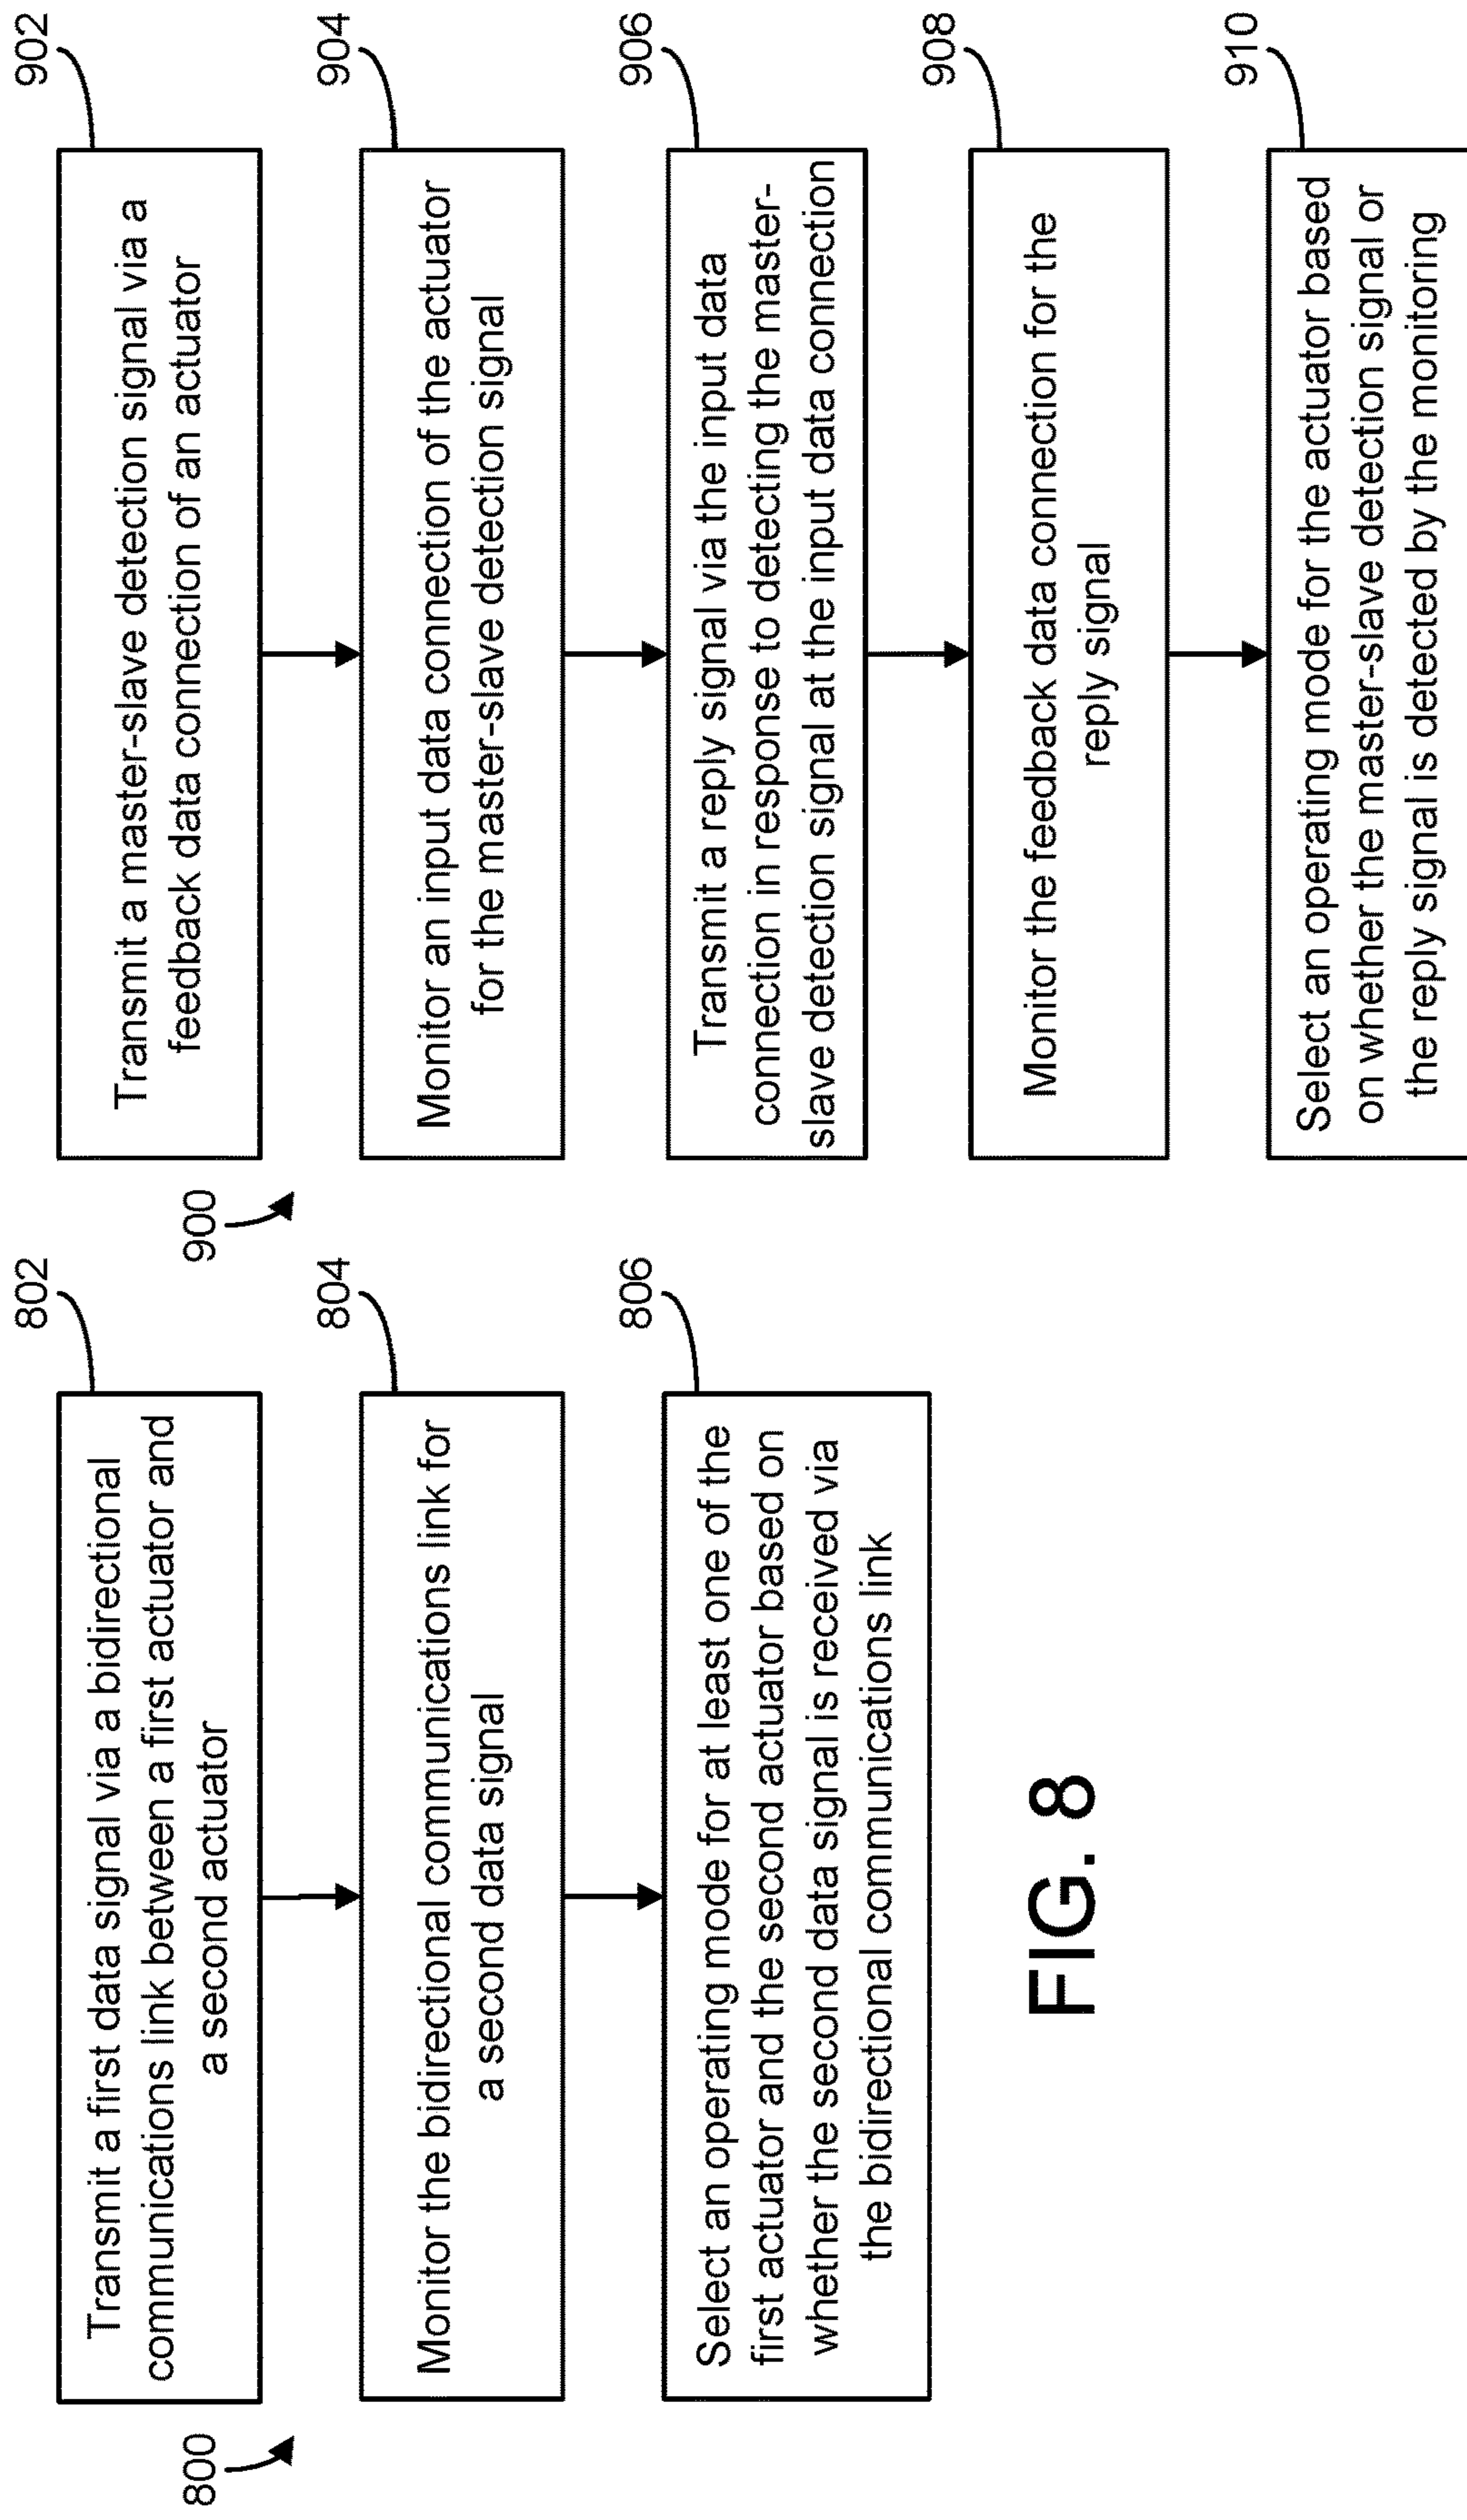 800
802
Transmit a first data signal via a bidirectional
communications link between a first actuator and
a second actuator
804
Monitor the bidirectional communications link for
a second data signal
806
Select an operating mode for at least one of the
first actuator and the second actuator based on
whether the second data signal is received via
the bidirectional communications link
FIG. 8
900
902
Transmit a master-slave detection signal via a
feedback data connection of an actuator
904
Monitor an input data connection of the actuator
for the master-slave detection signal
906
Transmit a reply signal via the input data
connection in response to detecting the master-
slave detection signal at the input data connection
908
Monitor the feedback data connection for the
reply signal
910
Select an operating mode for the actuator based
on whether the master-slave detection signal or
the reply signal is detected by the monitoring